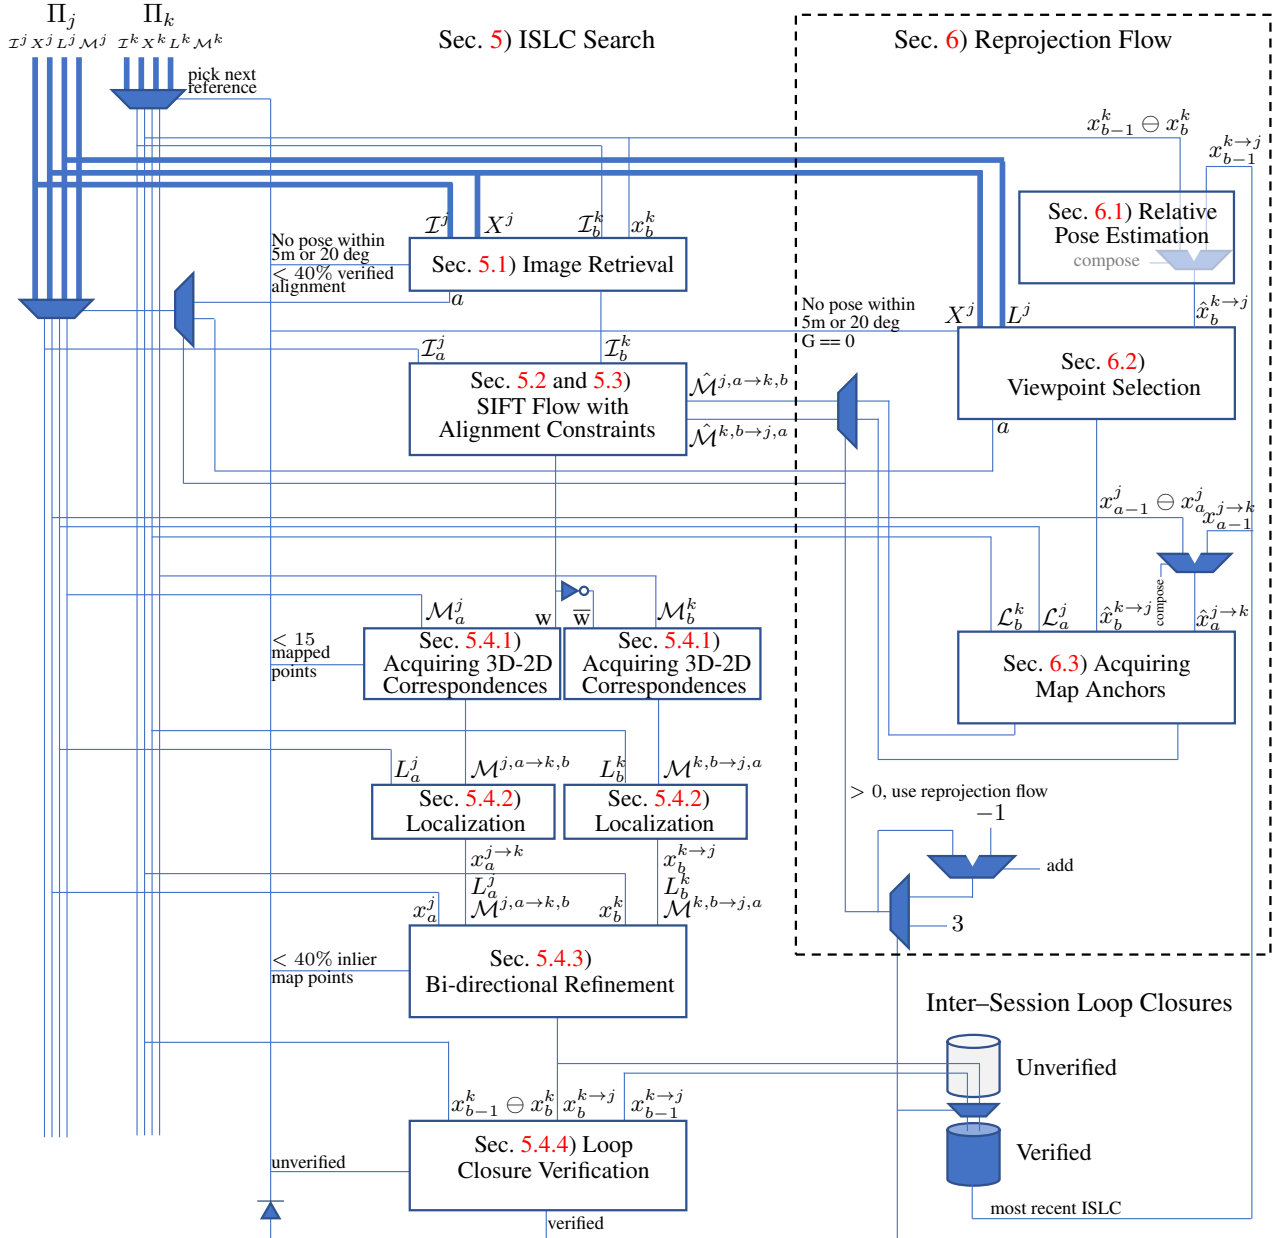 Π_j Π_k
ℐ^j X^j L^j ℳ^j ℐ^k X^k L^k ℳ^k
Sec. 5) ISLC Search
Sec. 6) Reprojection Flow
pick next
reference
x^k_{b−1} ⊖ x^k_b
x^{k→j}_{b−1}
ℐ^j X^j ℐ^k_b x^k_b
Sec. 6.1) Relative
Pose Estimation
compose
No pose within
5m or 20 deg
< 40% verified
alignment
Sec. 5.1) Image Retrieval
a
x̂^{k→j}_b
No pose within
5m or 20 deg
G == 0
X^j L^j
ℐ^j_a ℐ^k_b
Sec. 6.2)
Viewpoint Selection
a
Sec. 5.2 and 5.3)
SIFT Flow with
Alignment Constraints
ℳ̂^{j,a→k,b}
ℳ̂^{k,b→j,a}
x^j_{a−1} ⊖ x^j_a
x^{j→k}_{a−1}
compose
ℳ^j_a w w̅ ℳ^k_b
ℒ^k_b ℒ^j_a x̂^{k→j}_b x̂^{j→k}_a
< 15
mapped
points
Sec. 5.4.1)
Acquiring 3D-2D
Correspondences
Sec. 5.4.1)
Acquiring 3D-2D
Correspondences
Sec. 6.3) Acquiring
Map Anchors
L^j_a ℳ^{j,a→k,b} L^k_b ℳ^{k,b→j,a}
Sec. 5.4.2)
Localization
Sec. 5.4.2)
Localization
> 0, use reprojection flow
−1
add
3
x^{j→k}_a x^{k→j}_b
L^j_a L^k_b
x^j_a ℳ^{j,a→k,b} x^k_b ℳ^{k,b→j,a}
< 40% inlier
map points
Sec. 5.4.3)
Bi-directional Refinement
Inter–Session Loop Closures
Unverified
Verified
most recent ISLC
x^k_{b−1} ⊖ x^k_b x^{k→j}_b x^{k→j}_{b−1}
unverified
Sec. 5.4.4) Loop
Closure Verification
verified